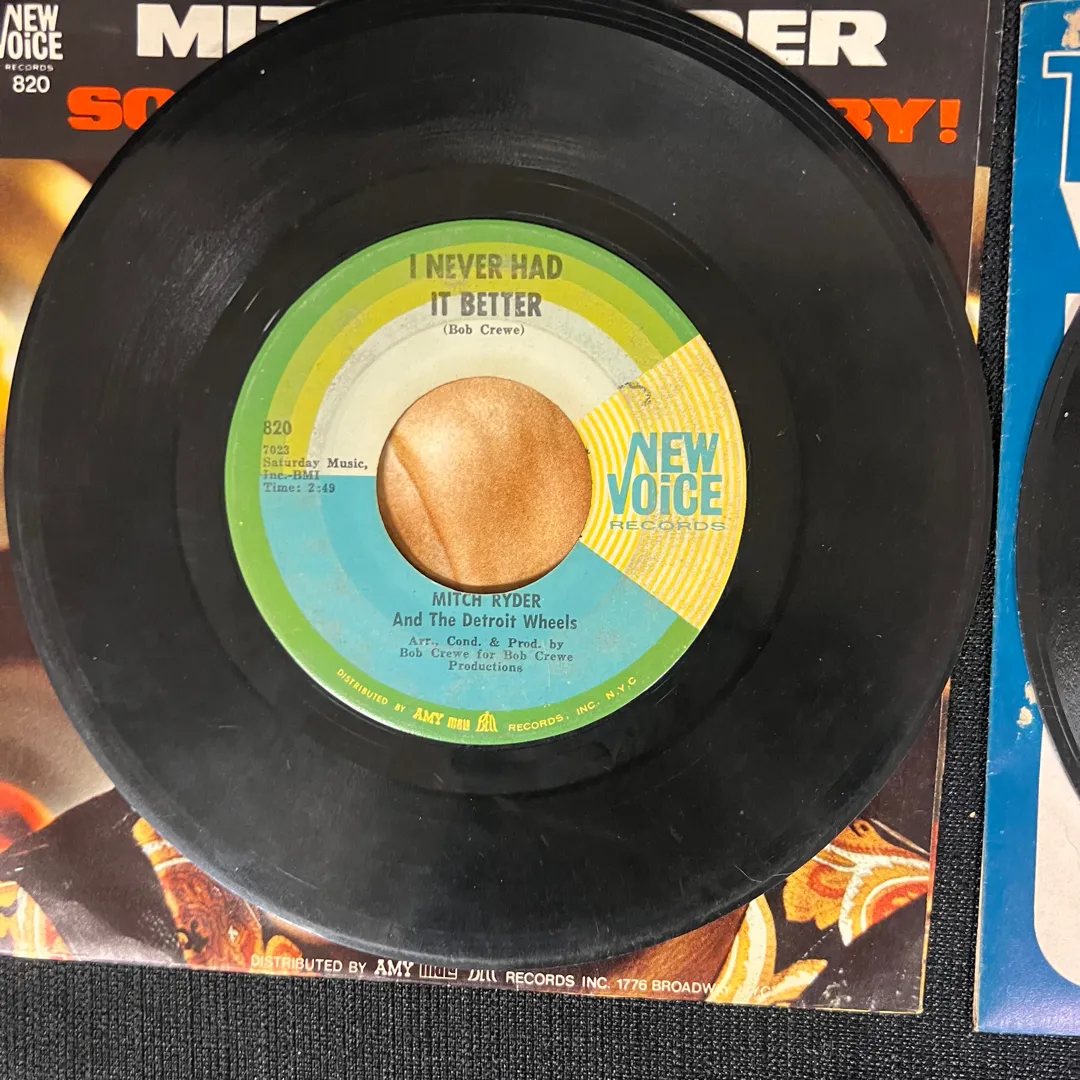 NEW
VOiCE
RECORDS
820
MI
DER
SO
BY!
I NEVER HAD
IT BETTER
(Bob Crewe)
820
7023
Saturday Music,
Inc.-BMI
Time: 2:49
NEW
VOiCE
RECORDS
MITCH RYDER
And The Detroit Wheels
Arr., Cond. & Prod. by
Bob Crewe for Bob Crewe
Productions
DISTRIBUTED BY AMY mala Bell RECORDS, INC. N.Y.C
DISTRIBUTED BY AMY mala Bell RECORDS INC. 1776 BROADWAY